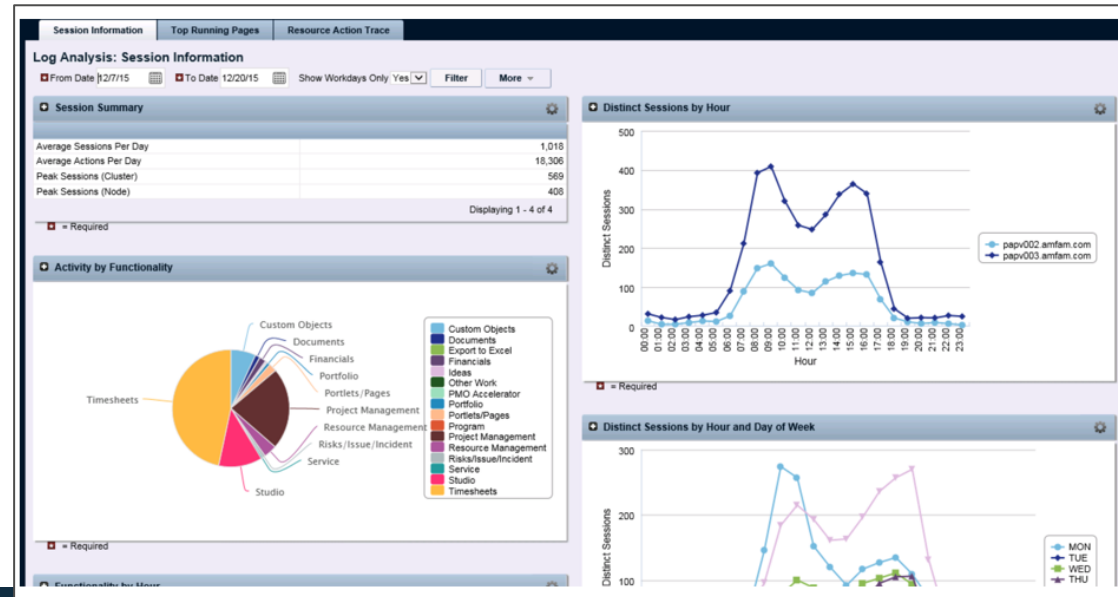 Session Information Top Running Pages Resource Action Trace
Log Analysis: Session Information
From Date 12/7/15 To Date 12/20/15 Show Workdays Only Yes Filter More
Session Summary
Average Sessions Per Day 1,018
Average Actions Per Day 18,306
Peak Sessions (Cluster) 569
Peak Sessions (Node) 408
Displaying 1 - 4 of 4
= Required
Activity by Functionality
Custom Objects
Documents
Financials
Portfolio
Portlets/Pages
Project Management
Resource Management
Risks/Issue/Incident
Service
Studio
Timesheets
Custom Objects
Documents
Export to Excel
Financials
Ideas
Other Work
PMO Accelerator
Portfolio
Portlets/Pages
Program
Project Management
Resource Management
Risks/Issue/Incident
Service
Studio
Timesheets
= Required
Functionality by Hour
Distinct Sessions by Hour
500
400
300
200
100
0
Distinct Sessions
00:00 01:00 02:00 03:00 04:00 05:00 06:00 07:00 08:00 09:00 10:00 11:00 12:00 13:00 14:00 15:00 16:00 17:00 18:00 19:00 20:00 21:00 22:00 23:00
Hour
papv002.amfam.com
papv003.amfam.com
= Required
Distinct Sessions by Hour and Day of Week
300
200
100
Distinct Sessions
MON
TUE
WED
THU